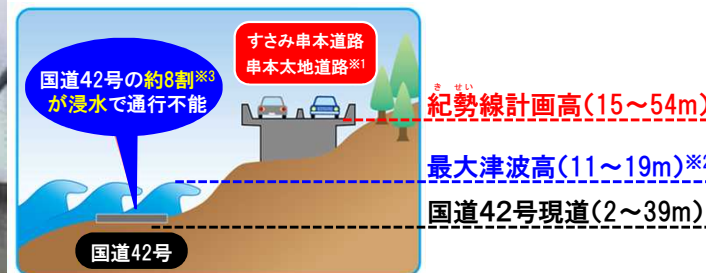 すさみ串本道路
串本太地道路※1
国道42号の約8割※3
が浸水で通行不能
きせい
紀勢線計画高(15～54m)
最大津波高(11～19m)※2
国道42号現道(2～39m)
国道42号